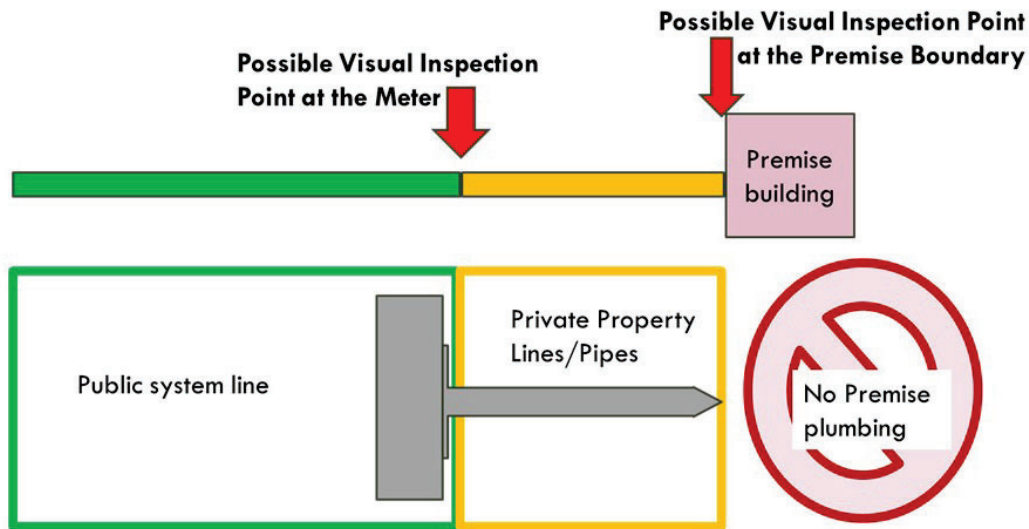 Possible Visual Inspection Point
at the Premise Boundary
Possible Visual Inspection
Point at the Meter
Premise
building
Public system line
Private Property
Lines/Pipes
No Premise
plumbing